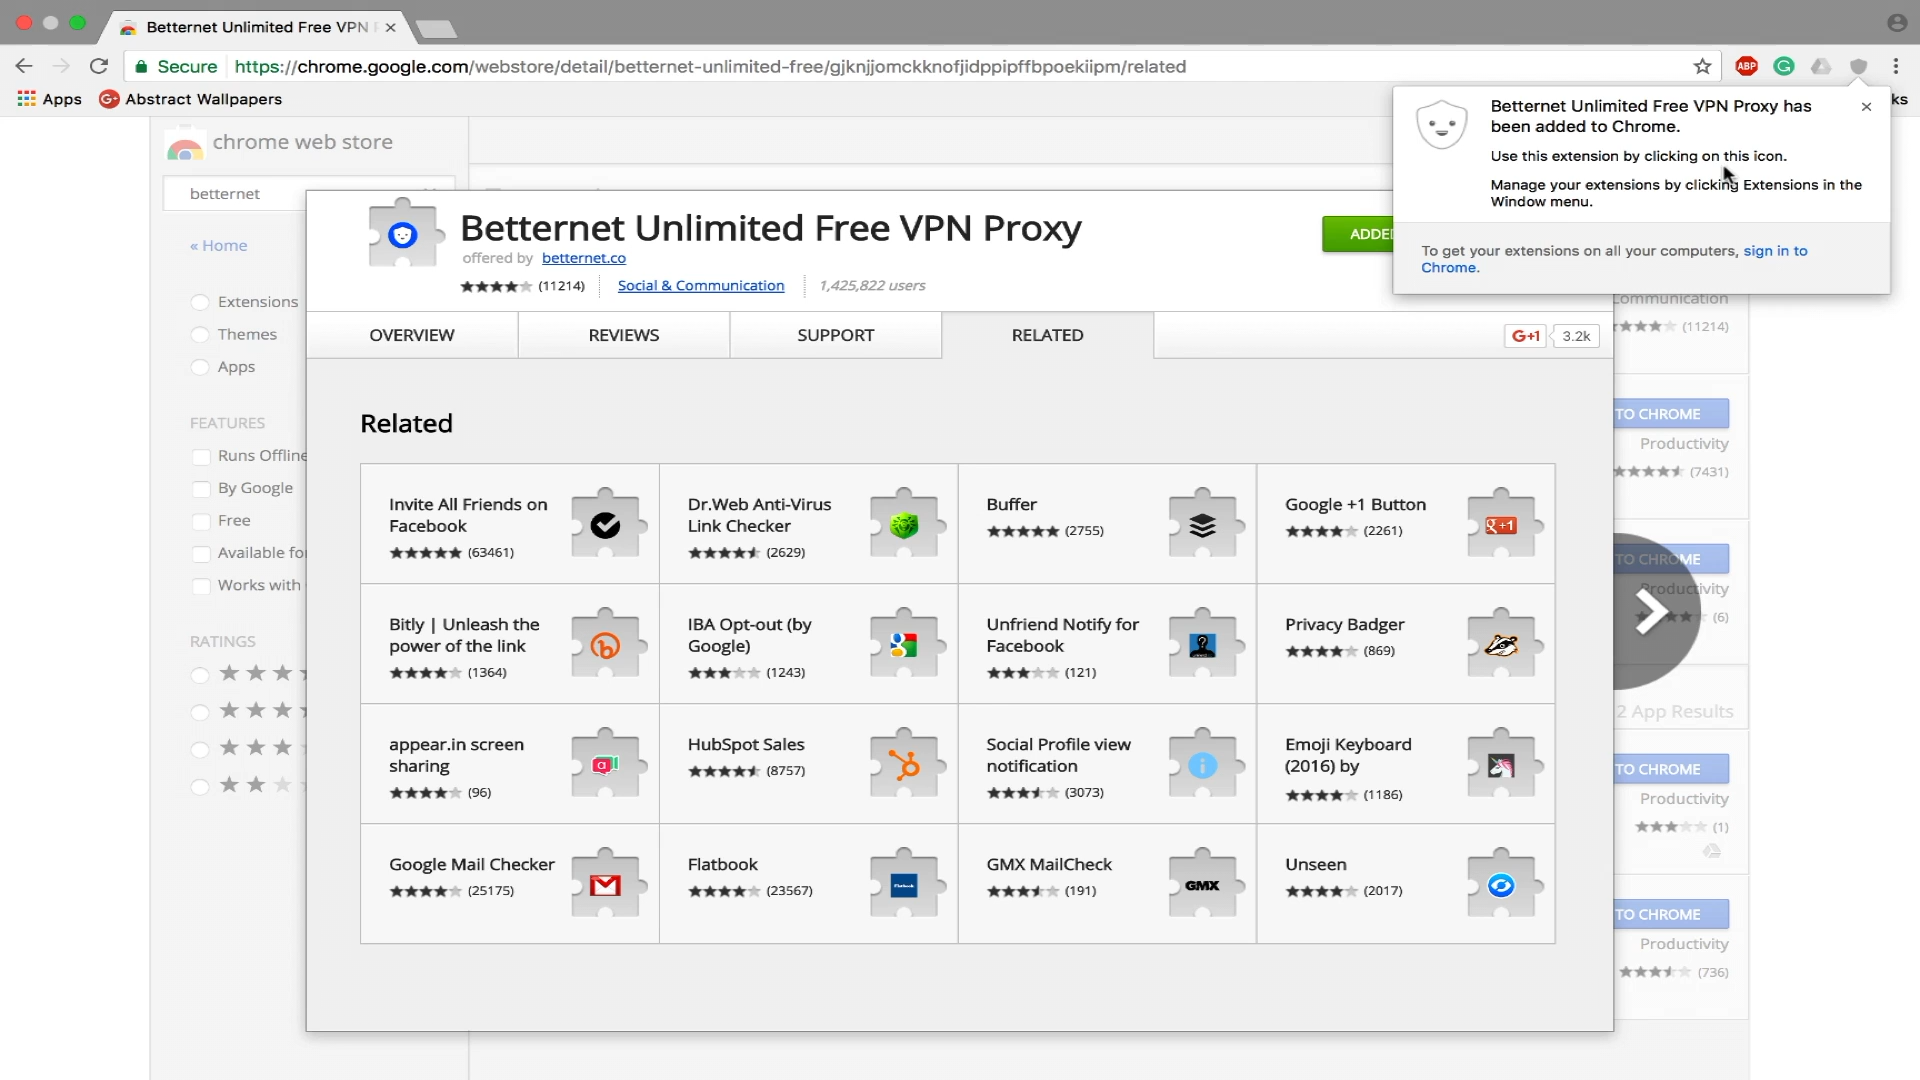 Betternet Unlimited Free VPN
Secure https://chrome.google.com/webstore/detail/betternet-unlimited-free/gjknjjomckknofjidppipffbpoekiipm/related
ABP
Apps Abstract Wallpapers
ks
Betternet Unlimited Free VPN Proxy has
been added to Chrome.
Use this extension by clicking on this icon.
Manage your extensions by clicking Extensions in the
Window menu.
To get your extensions on all your computers, sign in to
Chrome.
chrome web store
betternet
« Home
Extensions
Themes
Apps
FEATURES
Runs Offline
By Google
Free
Available for
Works with
RATINGS
Betternet Unlimited Free VPN Proxy
offered by betternet.co
(11214) Social & Communication 1,425,822 users
ADDED
OVERVIEW REVIEWS SUPPORT RELATED
G+1 3.2k
Related
Invite All Friends on
Facebook
(63461)
Dr.Web Anti-Virus
Link Checker
(2629)
Buffer
(2755)
Google +1 Button
(2261)
g+1
Bitly | Unleash the
power of the link
(1364)
IBA Opt-out (by
Google)
(1243)
Unfriend Notify for
Facebook
(121)
Privacy Badger
(869)
appear.in screen
sharing
(96)
HubSpot Sales
(8757)
Social Profile view
notification
(3073)
Emoji Keyboard
(2016) by
(1186)
Google Mail Checker
(25175)
Flatbook
(23567)
Flatbook
GMX MailCheck
(191)
GMX
Unseen
(2017)
Communication
(11214)
TO CHROME
Productivity
(7431)
TO CHROME
Productivity
(6)
2 App Results
TO CHROME
Productivity
(1)
TO CHROME
Productivity
(736)